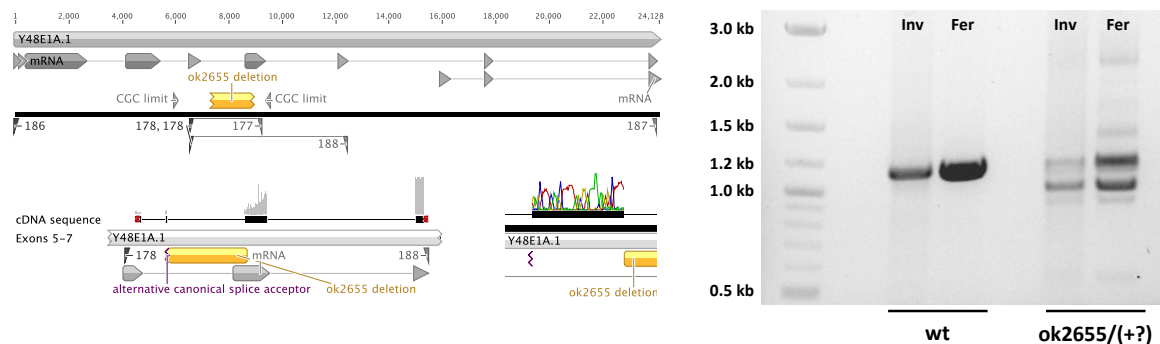 0 2,000 4,000 6,000 8,000 10,000 12,000 14,000 16,000 18,000 20,000 22,000 24,128
Y48E1A.1
mRNA
ok2655 deletion
CGC limit
CGC limit
mRNA
186
178, 178
177
187
188
cDNA sequence
Exons 5-7
Y48E1A.1
178
mRNA
188
alternative canonical splice acceptor
ok2655 deletion
Y48E1A.1
ok2655 deletion
3.0 kb
2.0 kb
1.5 kb
1.2 kb
1.0 kb
0.5 kb
Inv Fer Inv Fer
wt ok2655/(+?)